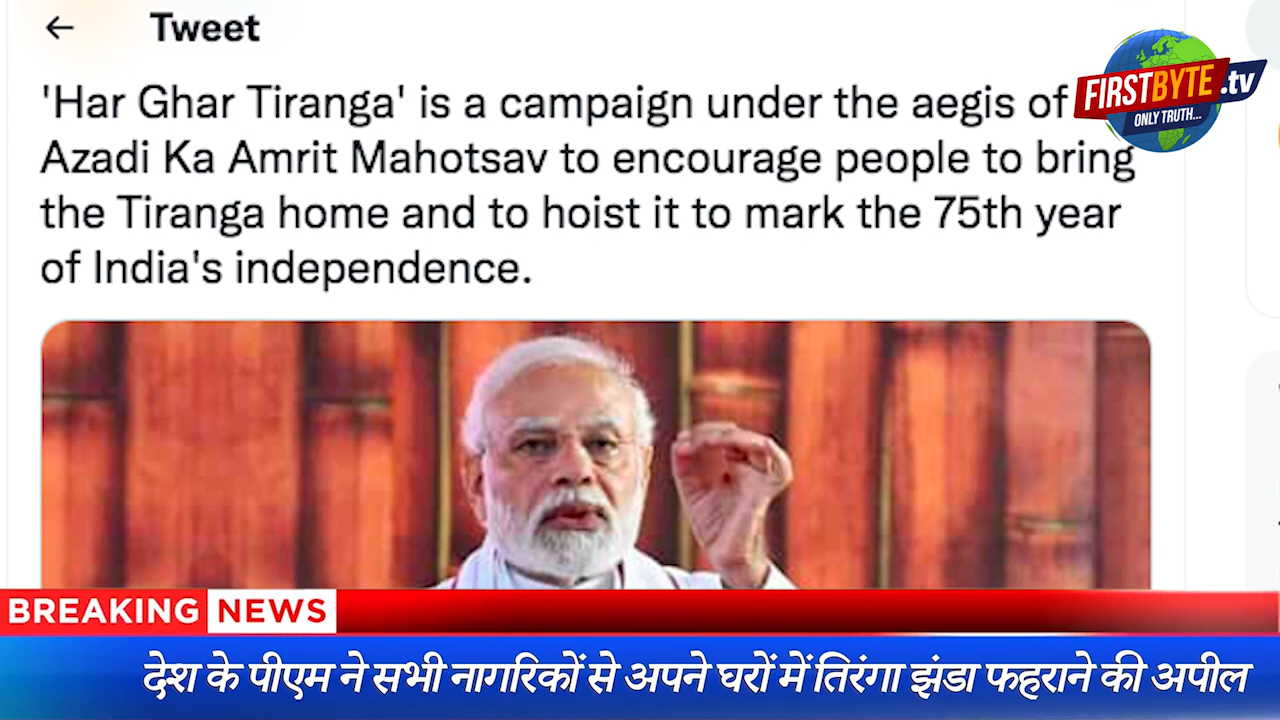 Tweet
'Har Ghar Tiranga' is a campaign under the aegis of
Azadi Ka Amrit Mahotsav to encourage people to bring
the Tiranga home and to hoist it to mark the 75th year
of India's independence.
FIRSTBYTE.tv
ONLY TRUTH...
BREAKING NEWS
देश के पीएम ने सभी नागरिकों से अपने घरों में तिरंगा झंडा फहराने की अपील